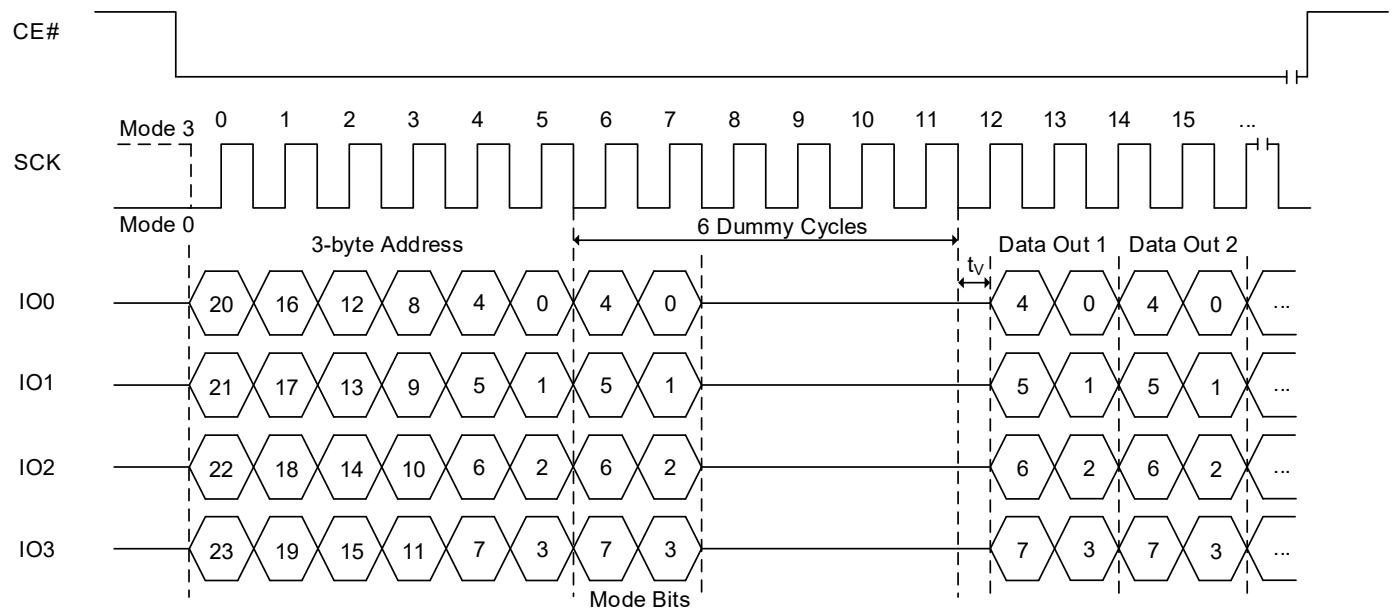 CE#
Mode 3 0 1 2 3 4 5 6 7 8 9 10 11 12 13 14 15 ...
SCK
Mode 0
3-byte Address 6 Dummy Cycles Data Out 1 Data Out 2
tV
IO0 20 16 12 8 4 0 4 0 4 0 4 0 ...
IO1 21 17 13 9 5 1 5 1 5 1 5 1 ...
IO2 22 18 14 10 6 2 6 2 6 2 6 2 ...
IO3 23 19 15 11 7 3 7 3 7 3 7 3 ...
Mode Bits